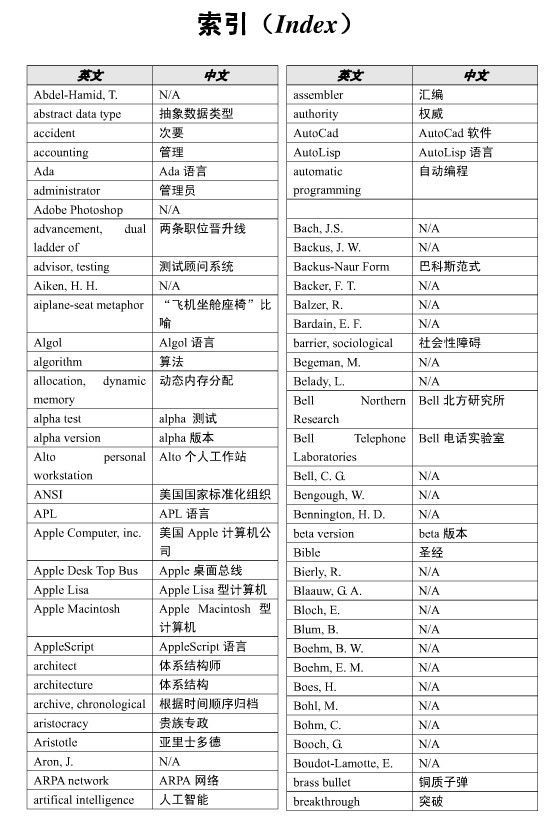 索引（Index）
英文 中文
Abdel-Hamid, T. N/A
abstract data type 抽象数据类型
accident 次要
accounting 管理
Ada Ada 语言
administrator 管理员
Adobe Photoshop N/A
advancement, dual 两条职位晋升线
ladder of
advisor, testing 测试顾问系统
Aiken, H. H. N/A
aiplane-seat metaphor “飞机坐舱座椅”比
喻
Algol Algol 语言
algorithm 算法
allocation, dynamic 动态内存分配
memory
alpha test alpha 测试
alpha version alpha 版本
Alto personal Alto 个人工作站
workstation
ANSI 美国国家标准化组织
APL APL 语言
Apple Computer, inc. 美国 Apple 计算机公
司
Apple Desk Top Bus Apple 桌面总线
Apple Lisa Apple Lisa 型计算机
Apple Macintosh Apple Macintosh 型
计算机
AppleScript AppleScript 语言
architect 体系结构师
architecture 体系结构
archive, chronological 根据时间顺序归档
aristocracy 贵族专政
Aristotle 亚里士多德
Aron, J. N/A
ARPA network ARPA 网络
artifical intelligence 人工智能
英文 中文
assembler 汇编
authority 权威
AutoCad AutoCad 软件
AutoLisp AutoLisp 语言
automatic 自动编程
programming
Bach, J.S. N/A
Backus, J. W. N/A
Backus-Naur Form 巴科斯范式
Backer, F. T. N/A
Balzer, R. N/A
Bardain, E. F. N/A
barrier, sociological 社会性障碍
Begeman, M. N/A
Belady, L. N/A
Bell Northern Bell 北方研究所
Research
Bell Telephone Bell 电话实验室
Laboratories
Bell, C. G. N/A
Bengough, W. N/A
Bennington, H. D. N/A
beta version beta 版本
Bible 圣经
Bierly, R. N/A
Blaauw, G. A. N/A
Bloch, E. N/A
Blum, B. N/A
Boehm, B. W. N/A
Boehm, E. M. N/A
Boes, H. N/A
Bohl, M. N/A
Bohm, C. N/A
Booch, G. N/A
Boudot-Lamotte, E. N/A
brass bullet 铜质子弹
breakthrough 突破